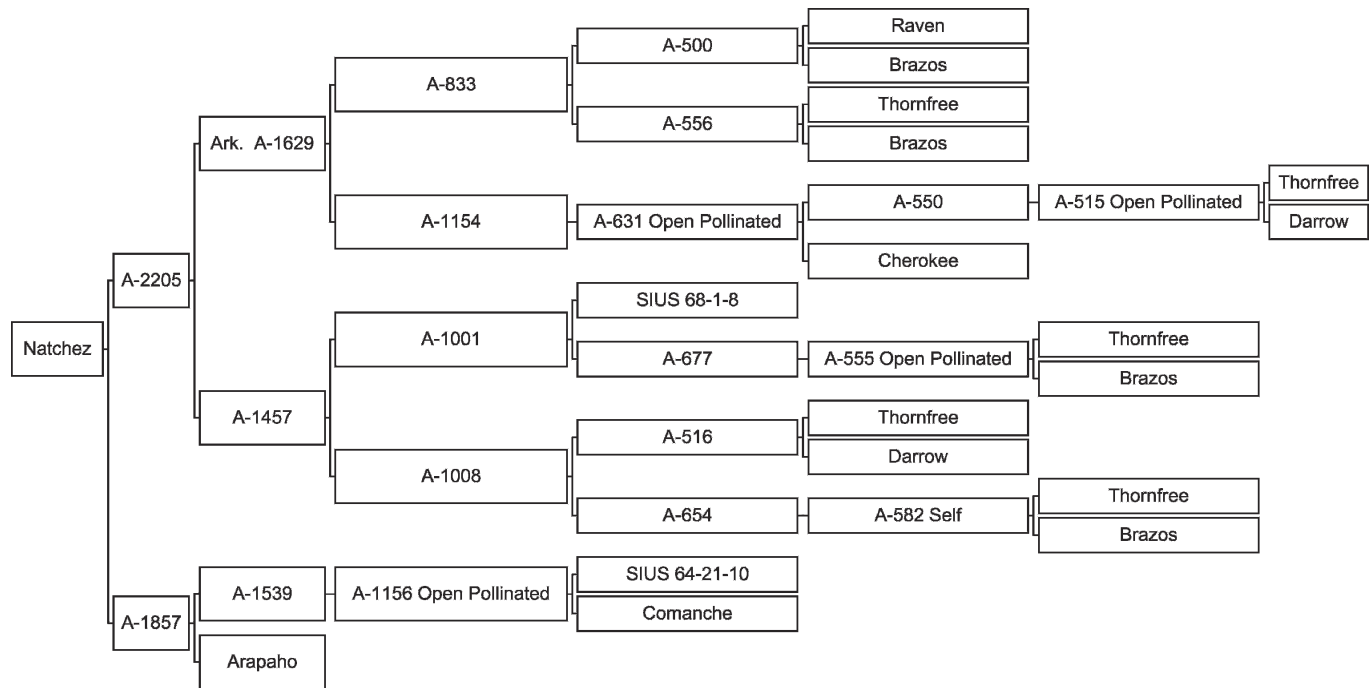 Natchez
A-2205
Ark. A-1629
A-833
A-500
Raven
Brazos
A-556
Thornfree
Brazos
A-1154
A-631 Open Pollinated
A-550
A-515 Open Pollinated
Thornfree
Darrow
Cherokee
A-1457
A-1001
SIUS 68-1-8
A-677
A-555 Open Pollinated
Thornfree
Brazos
A-1008
A-516
Thornfree
Darrow
A-654
A-582 Self
Thornfree
Brazos
A-1857
A-1539
A-1156 Open Pollinated
SIUS 64-21-10
Comanche
Arapaho